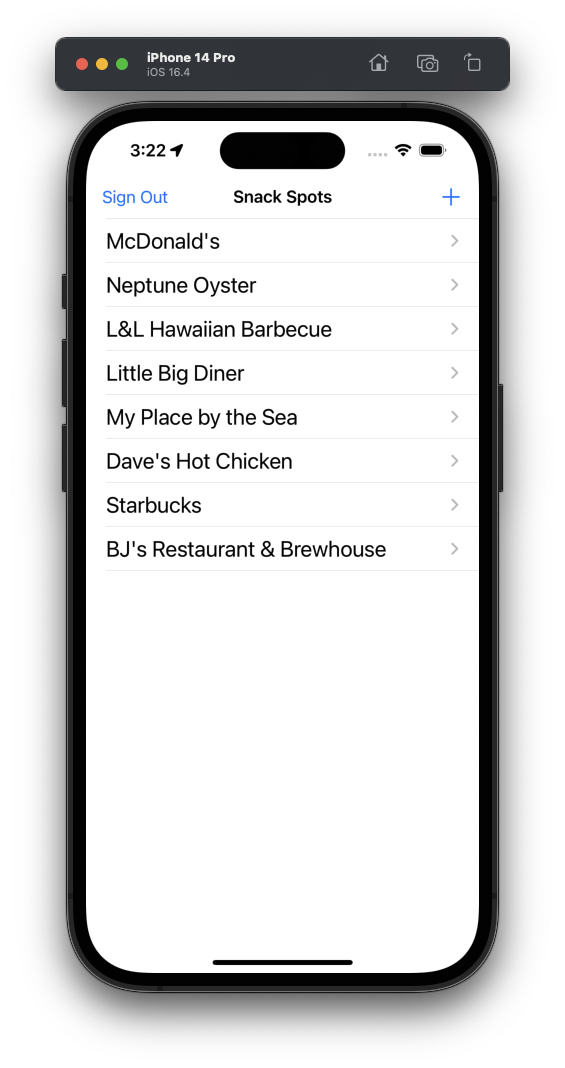 iPhone 14 Pro
iOS 16.4
3:22
Sign Out Snack Spots
McDonald's
Neptune Oyster
L&L Hawaiian Barbecue
Little Big Diner
My Place by the Sea
Dave's Hot Chicken
Starbucks
BJ's Restaurant & Brewhouse